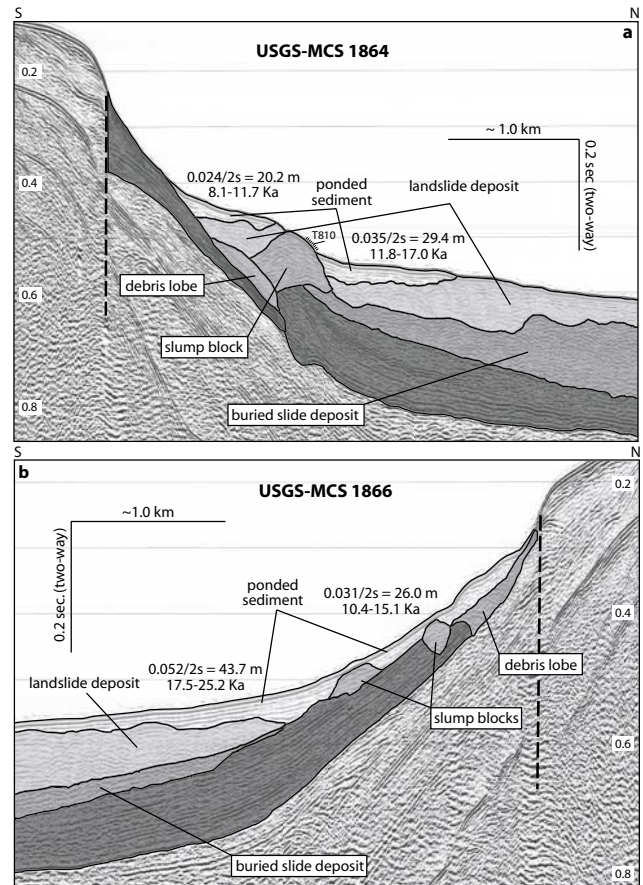 S
N
a
USGS-MCS 1864
0.2
~ 1.0 km
0.2 sec (two-way)
0.024/2s = 20.2 m
8.1-11.7 Ka
0.4
ponded
sediment
landslide deposit
T810
0.035/2s = 29.4 m
11.8-17.0 Ka
debris lobe
0.6
slump block
buried slide deposit
0.8
S
N
b
USGS-MCS 1866
0.2
~1.0 km
0.2 sec. (two-way)
ponded
sediment
0.031/2s = 26.0 m
10.4-15.1 Ka
0.4
0.052/2s = 43.7 m
17.5-25.2 Ka
debris lobe
landslide deposit
slump blocks
0.6
buried slide deposit
0.8